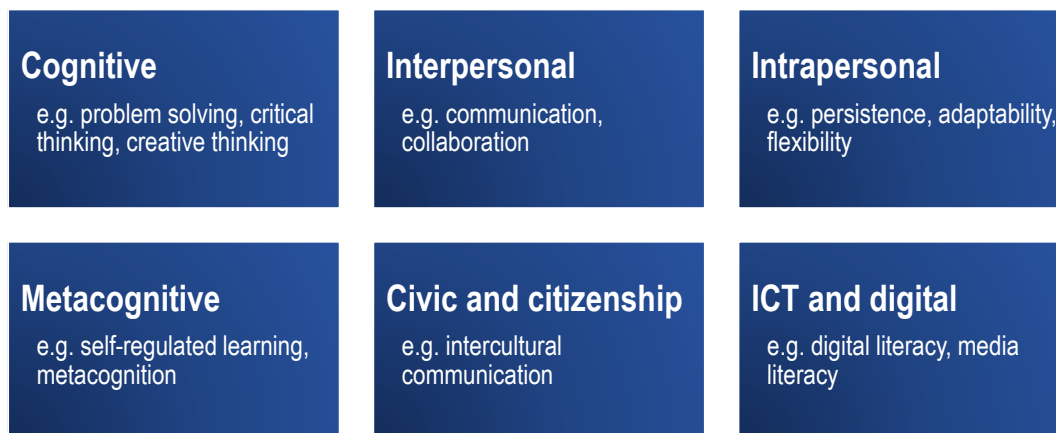 Cognitive
e.g. problem solving, critical
thinking, creative thinking
Interpersonal
e.g. communication,
collaboration
Intrapersonal
e.g. persistence, adaptability,
flexibility
Metacognitive
e.g. self-regulated learning,
metacognition
Civic and citizenship
e.g. intercultural
communication
ICT and digital
e.g. digital literacy, media
literacy